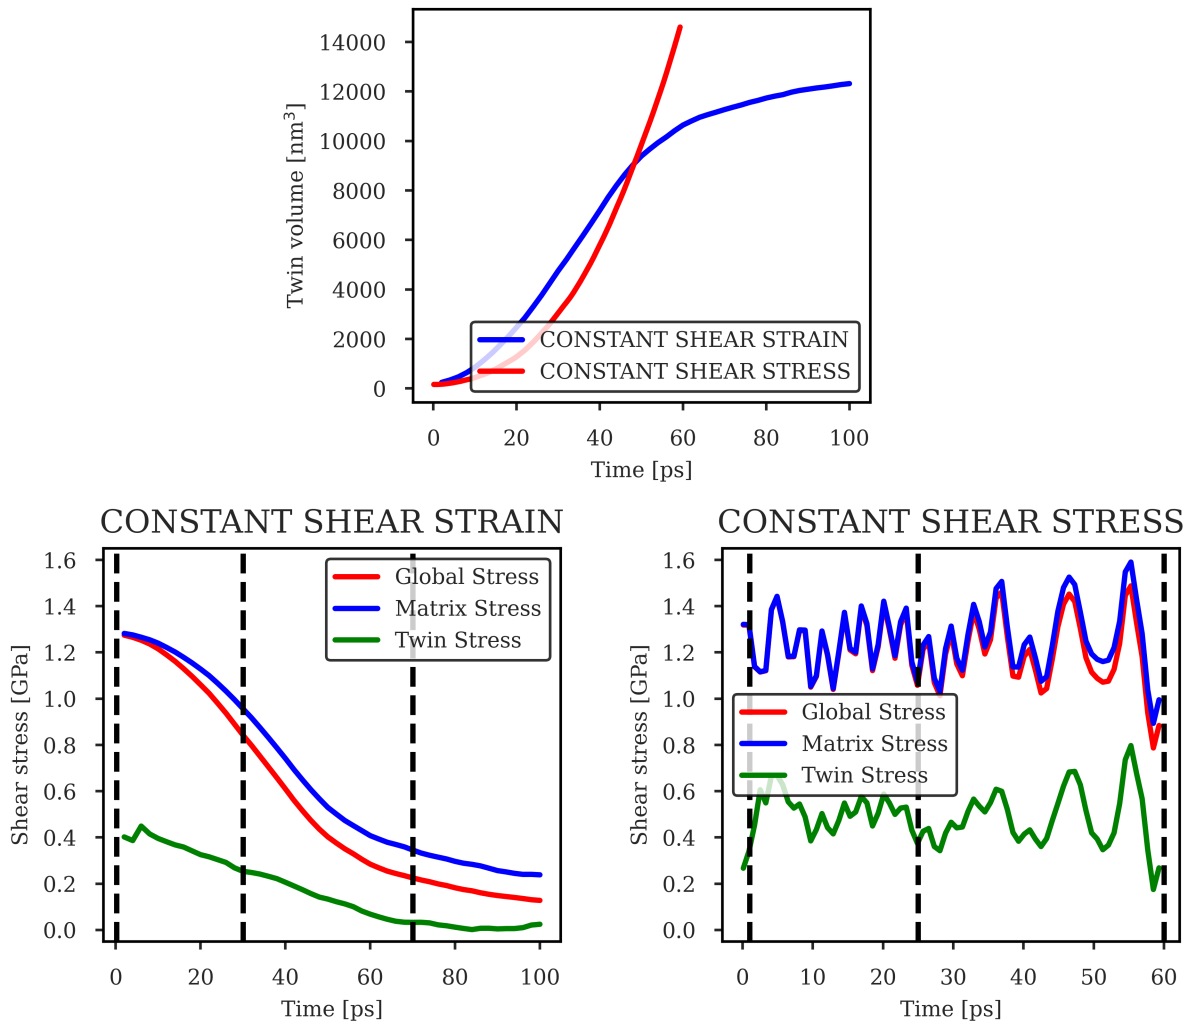 14000
12000
10000
8000
6000
4000
2000
0
Twin volume [nm³]
CONSTANT SHEAR STRAIN
CONSTANT SHEAR STRESS
0 20 40 60 80 100
Time [ps]
CONSTANT SHEAR STRAIN
1.6
1.4
1.2
1.0
0.8
0.6
0.4
0.2
0.0
Shear stress [GPa]
Global Stress
Matrix Stress
Twin Stress
0 20 40 60 80 100
Time [ps]
CONSTANT SHEAR STRESS
1.6
1.4
1.2
1.0
0.8
0.6
0.4
0.2
0.0
Shear stress [GPa]
Global Stress
Matrix Stress
Twin Stress
0 10 20 30 40 50 60
Time [ps]